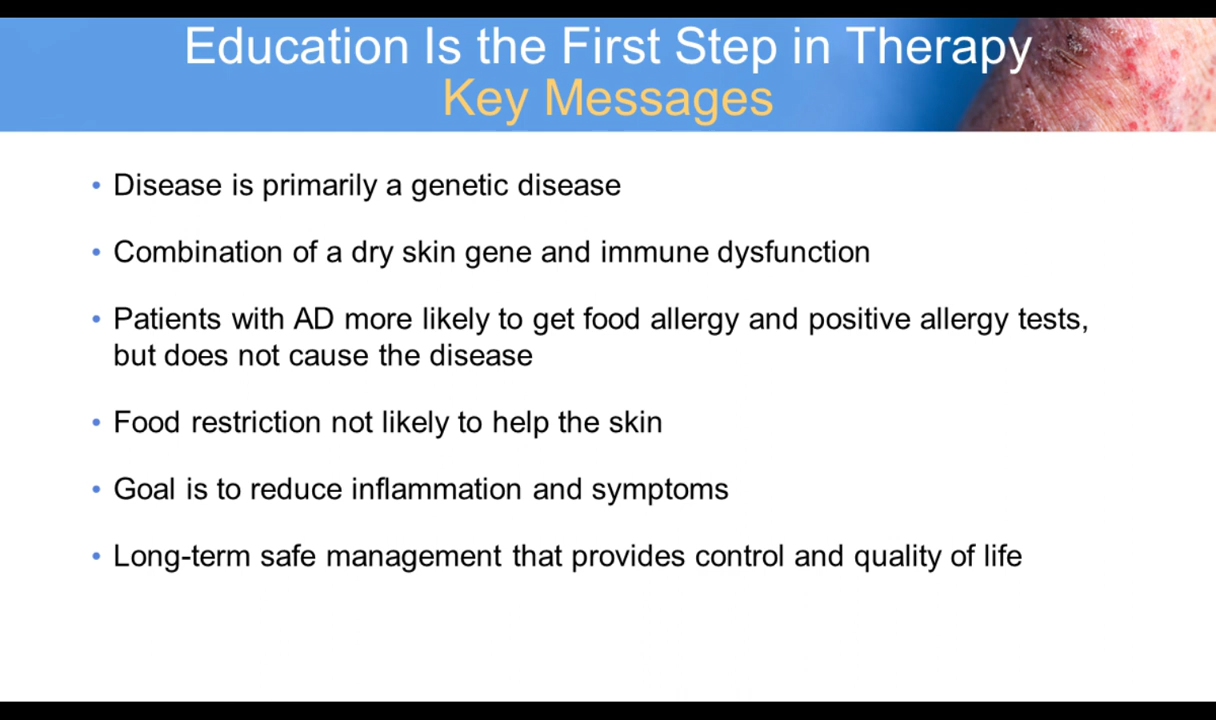 Education Is the First Step in Therapy
Key Messages
• Disease is primarily a genetic disease
• Combination of a dry skin gene and immune dysfunction
• Patients with AD more likely to get food allergy and positive allergy tests,
but does not cause the disease
• Food restriction not likely to help the skin
• Goal is to reduce inflammation and symptoms
• Long-term safe management that provides control and quality of life